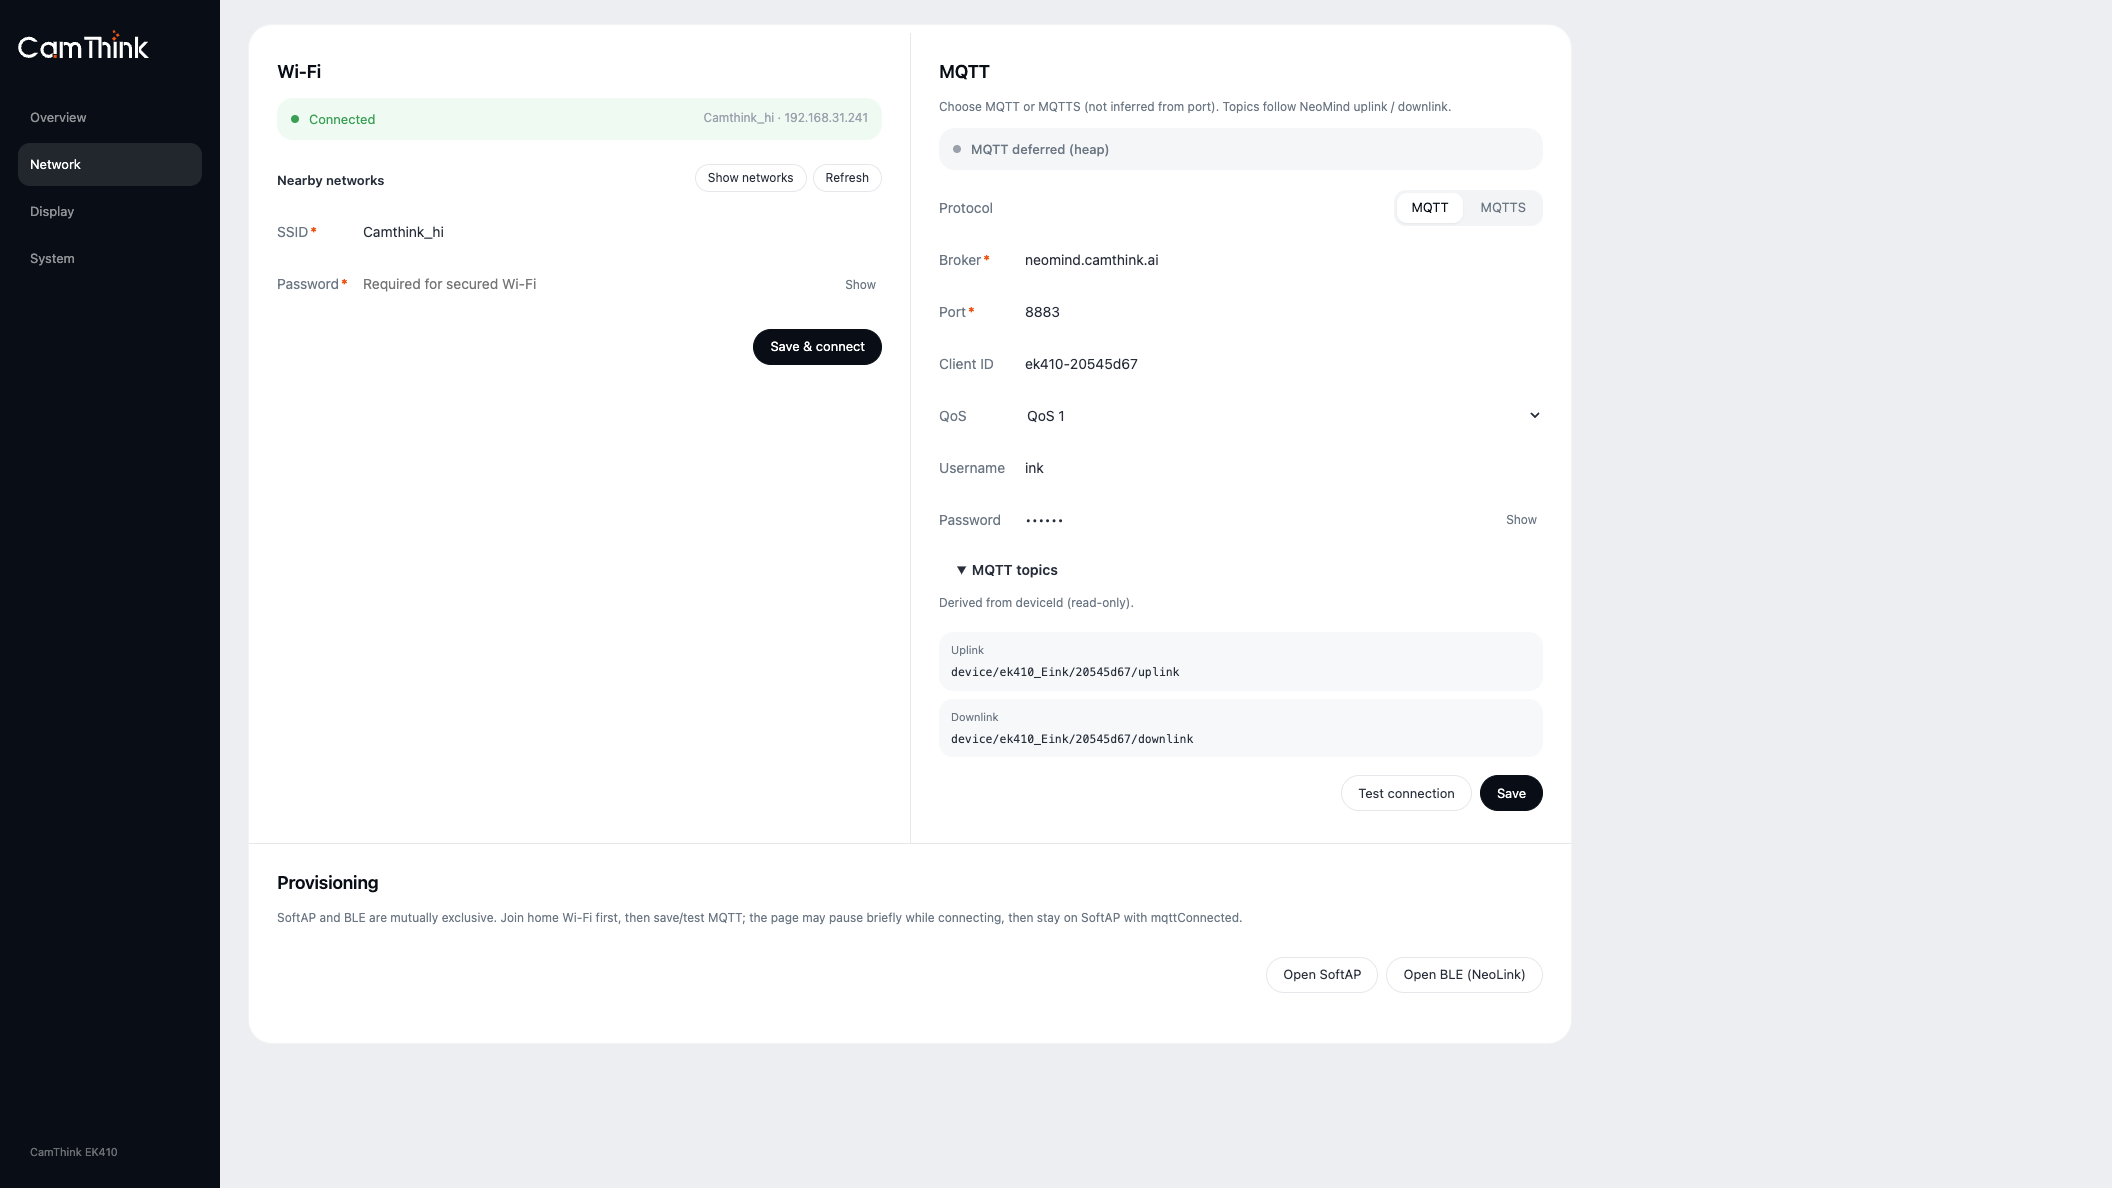 CamThink
Overview
Network
Display
System
CamThink EK410
Wi-Fi
Connected
Camthink_hi · 192.168.31.241
Nearby networks
Show networks
Refresh
SSID*
Camthink_hi
Password*
Required for secured Wi-Fi
Show
Save & connect
MQTT
Choose MQTT or MQTTS (not inferred from port). Topics follow NeoMind uplink / downlink.
MQTT deferred (heap)
Protocol
MQTT
MQTTS
Broker*
neomind.camthink.ai
Port*
8883
Client ID
ek410-20545d67
QoS
QoS 1
Username
ink
Password
••••••
Show
▼ MQTT topics
Derived from deviceId (read-only).
Uplink
device/ek410_Eink/20545d67/uplink
Downlink
device/ek410_Eink/20545d67/downlink
Test connection
Save
Provisioning
SoftAP and BLE are mutually exclusive. Join home Wi-Fi first, then save/test MQTT; the page may pause briefly while connecting, then stay on SoftAP with mqttConnected.
Open SoftAP
Open BLE (NeoLink)